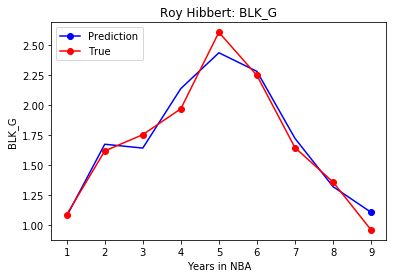 Roy Hibbert: BLK_G
Prediction
True
BLK_G
2.50
2.25
2.00
1.75
1.50
1.25
1.00
1 2 3 4 5 6 7 8 9
Years in NBA